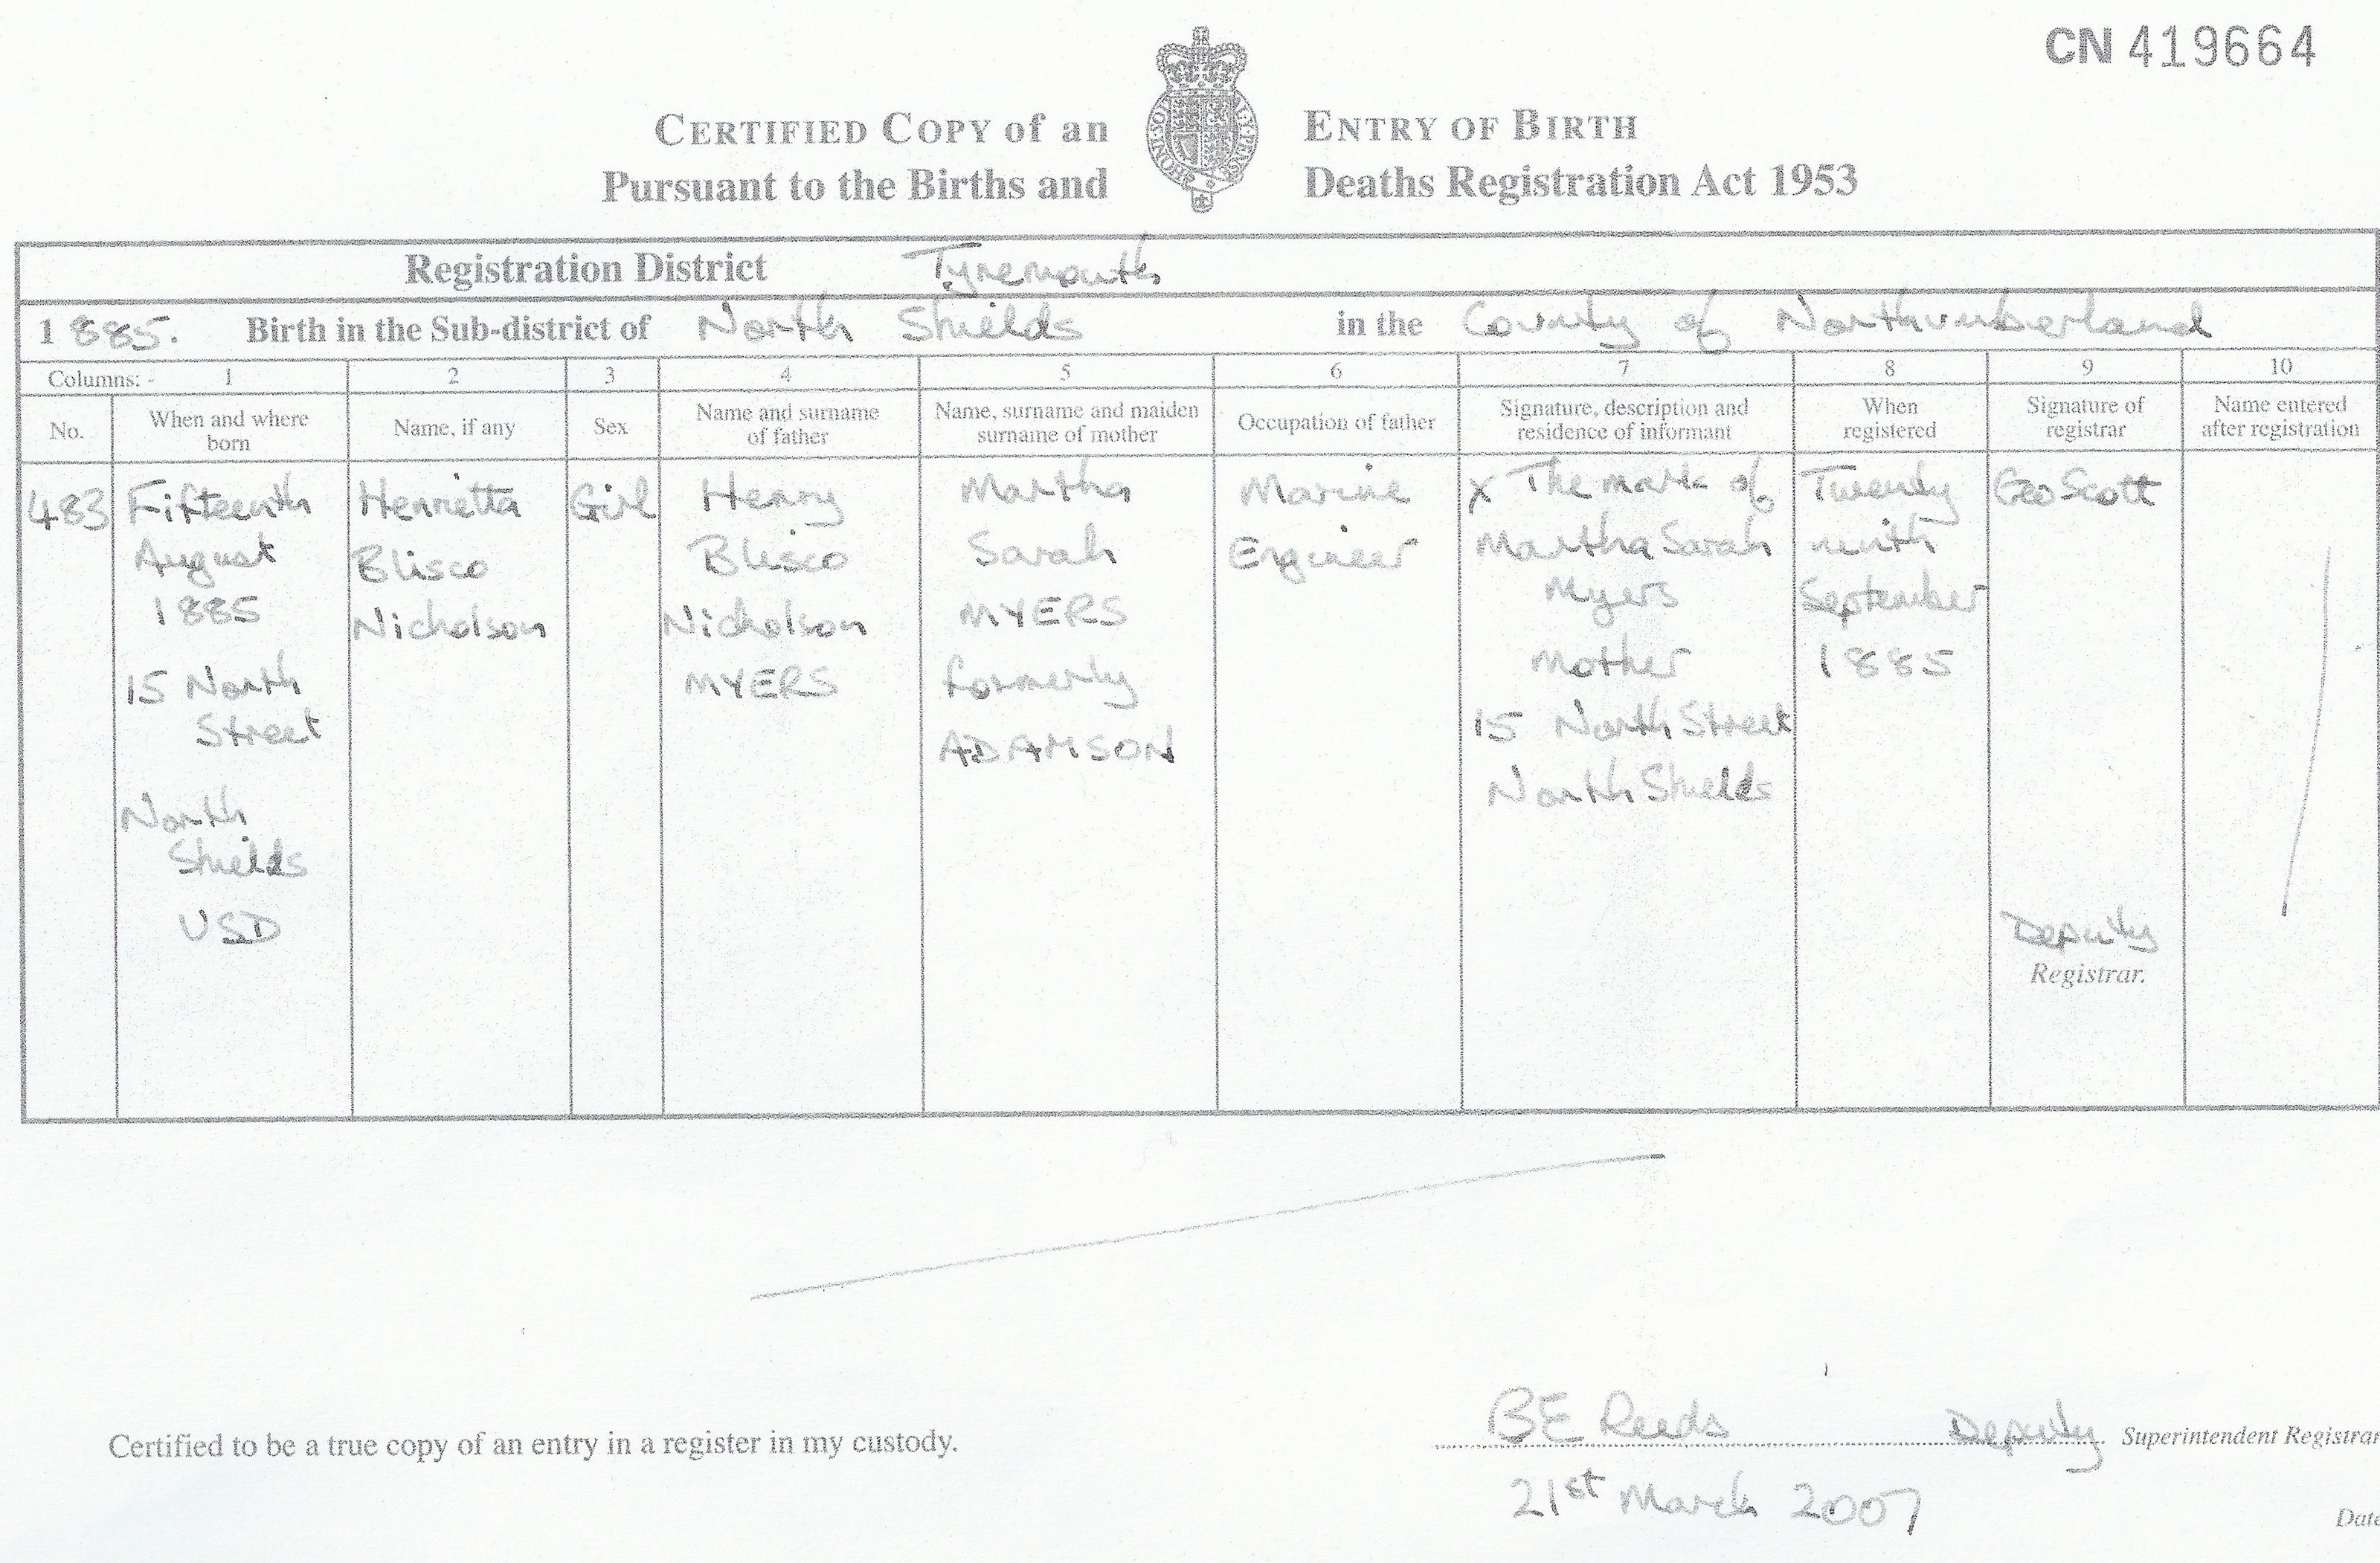 CN 419664
CERTIFIED COPY of an ENTRY OF BIRTH
Pursuant to the Births and Deaths Registration Act 1953
HONI SOIT
Registration District Tynemouth
1885. Birth in the Sub-district of North Shields in the County of Northumberland
Columns: - 1 2 3 4 5 6 7 8 9 10
No.
When and where
born
Name, if any
Sex
Name and surname
of father
Name, surname and maiden
surname of mother
Occupation of father
Signature, description and
residence of informant
When
registered
Signature of
registrar
Name entered
after registration
483
Fifteenth
August
1885
15 North
Street
North
Shields
USD
Henrietta
Blisco
Nicholson
Girl
Henry
Blisco
Nicholson
MYERS
Martha
Sarah
MYERS
formerly
ADAMSON
Marine
Engineer
X The mark of
Martha Sarah
Myers
Mother
15 North Street
North Shields
Twenty
ninth
September
1885
Geo Scott
Deputy
Registrar.
Certified to be a true copy of an entry in a register in my custody.
BE Reeds Deputy Superintendent Registrar
21st March 2007 Date